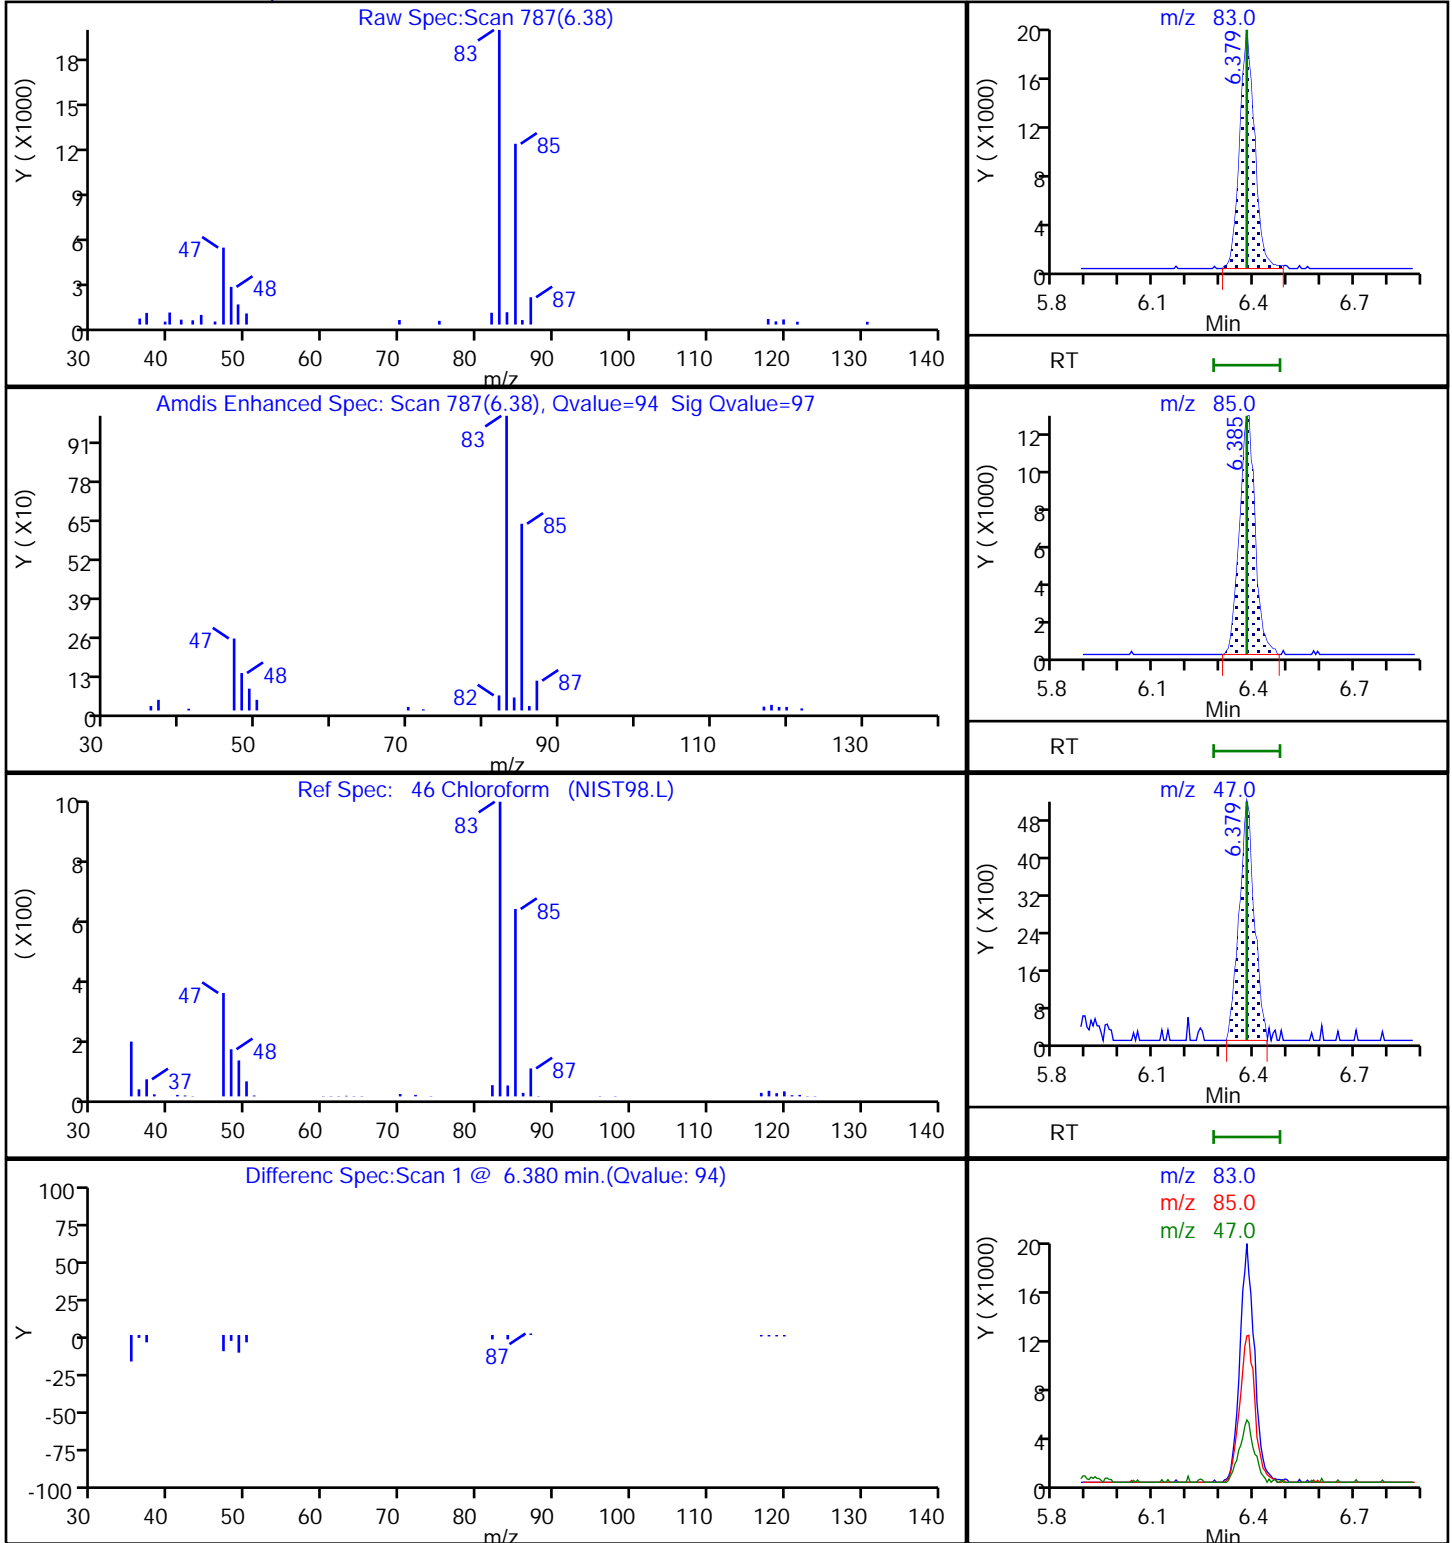 Raw Spec:Scan 787(6.38)
Y ( X1000)
18
15
12
9
6
3
0
83
85
47
48
87
30 40 50 60 70 80 90 100 110 120 130 140
m/z
m/z 83.0
Y ( X1000)
20
16
12
8
4
0
6.379
5.8 6.1 6.4 6.7
Min
RT
Amdis Enhanced Spec: Scan 787(6.38), Qvalue=94 Sig Qvalue=97
Y ( X10)
91
78
65
52
39
26
13
0
83
85
47
48
82
87
30 50 70 90 110 130
m/z
m/z 85.0
Y ( X1000)
12
10
8
6
4
2
0
6.385
5.8 6.1 6.4 6.7
Min
RT
Ref Spec: 46 Chloroform (NIST98.L)
( X100)
10
8
6
4
2
0
83
85
47
48
37
87
30 40 50 60 70 80 90 100 110 120 130 140
m/z 47.0
Y ( X100)
48
40
32
24
16
8
0
6.379
5.8 6.1 6.4 6.7
Min
RT
Differenc Spec:Scan 1 @ 6.380 min.(Qvalue: 94)
Y
100
75
50
25
0
-25
-50
-75
-100
87
30 40 50 60 70 80 90 100 110 120 130 140
m/z
m/z 83.0
m/z 85.0
m/z 47.0
Y ( X1000)
20
16
12
8
4
0
5.8 6.1 6.4 6.7
Min